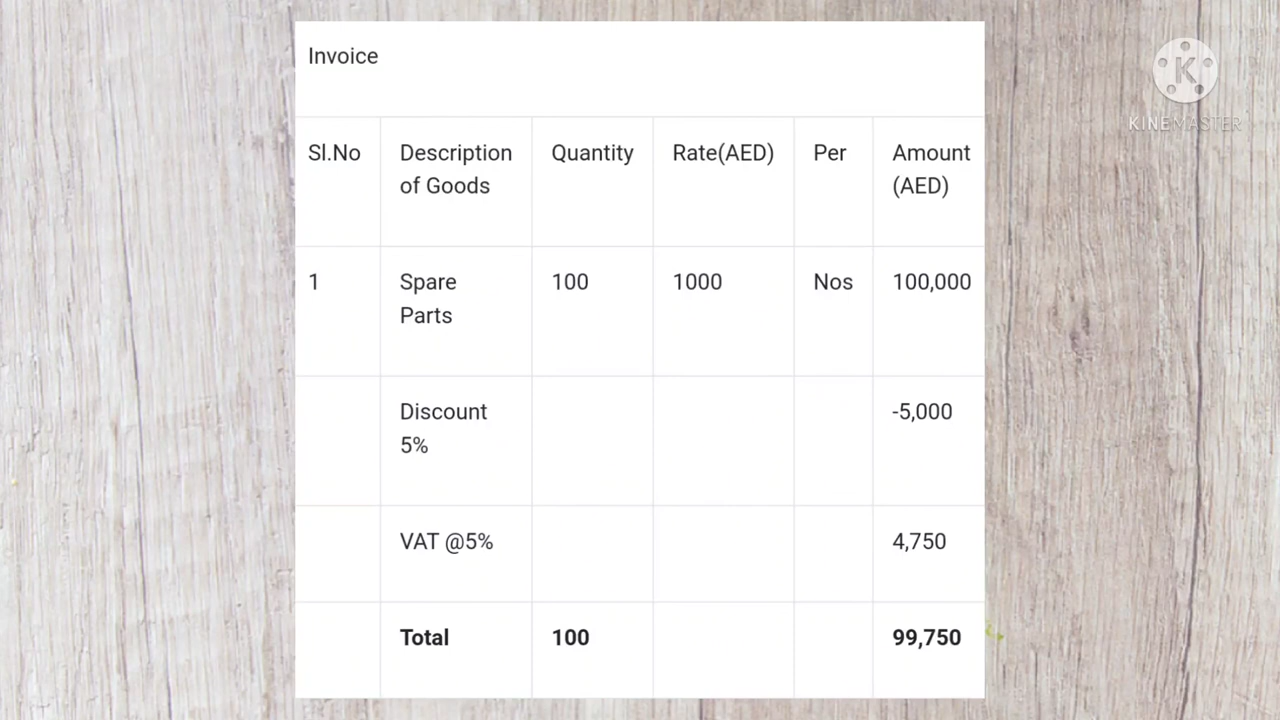 Invoice
Sl.No Description of Goods Quantity Rate(AED) Per Amount (AED)
1 Spare Parts 100 1000 Nos 100,000
Discount 5% -5,000
VAT @5% 4,750
Total 100 99,750
K
KINEMASTER